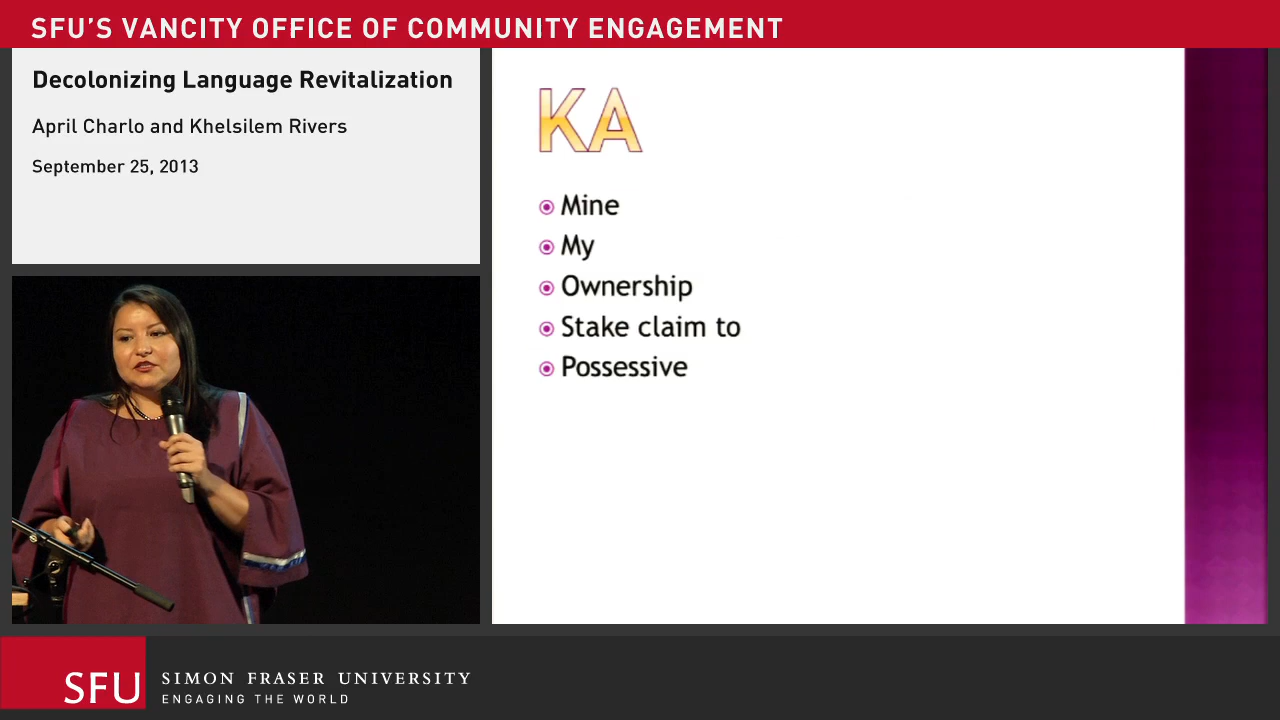 SFU'S VANCITY OFFICE OF COMMUNITY ENGAGEMENT
Decolonizing Language Revitalization
April Charlo and Khelsilem Rivers
September 25, 2013
KA
Mine
My
Ownership
Stake claim to
Possessive
SFU
SIMON FRASER UNIVERSITY
ENGAGING THE WORLD